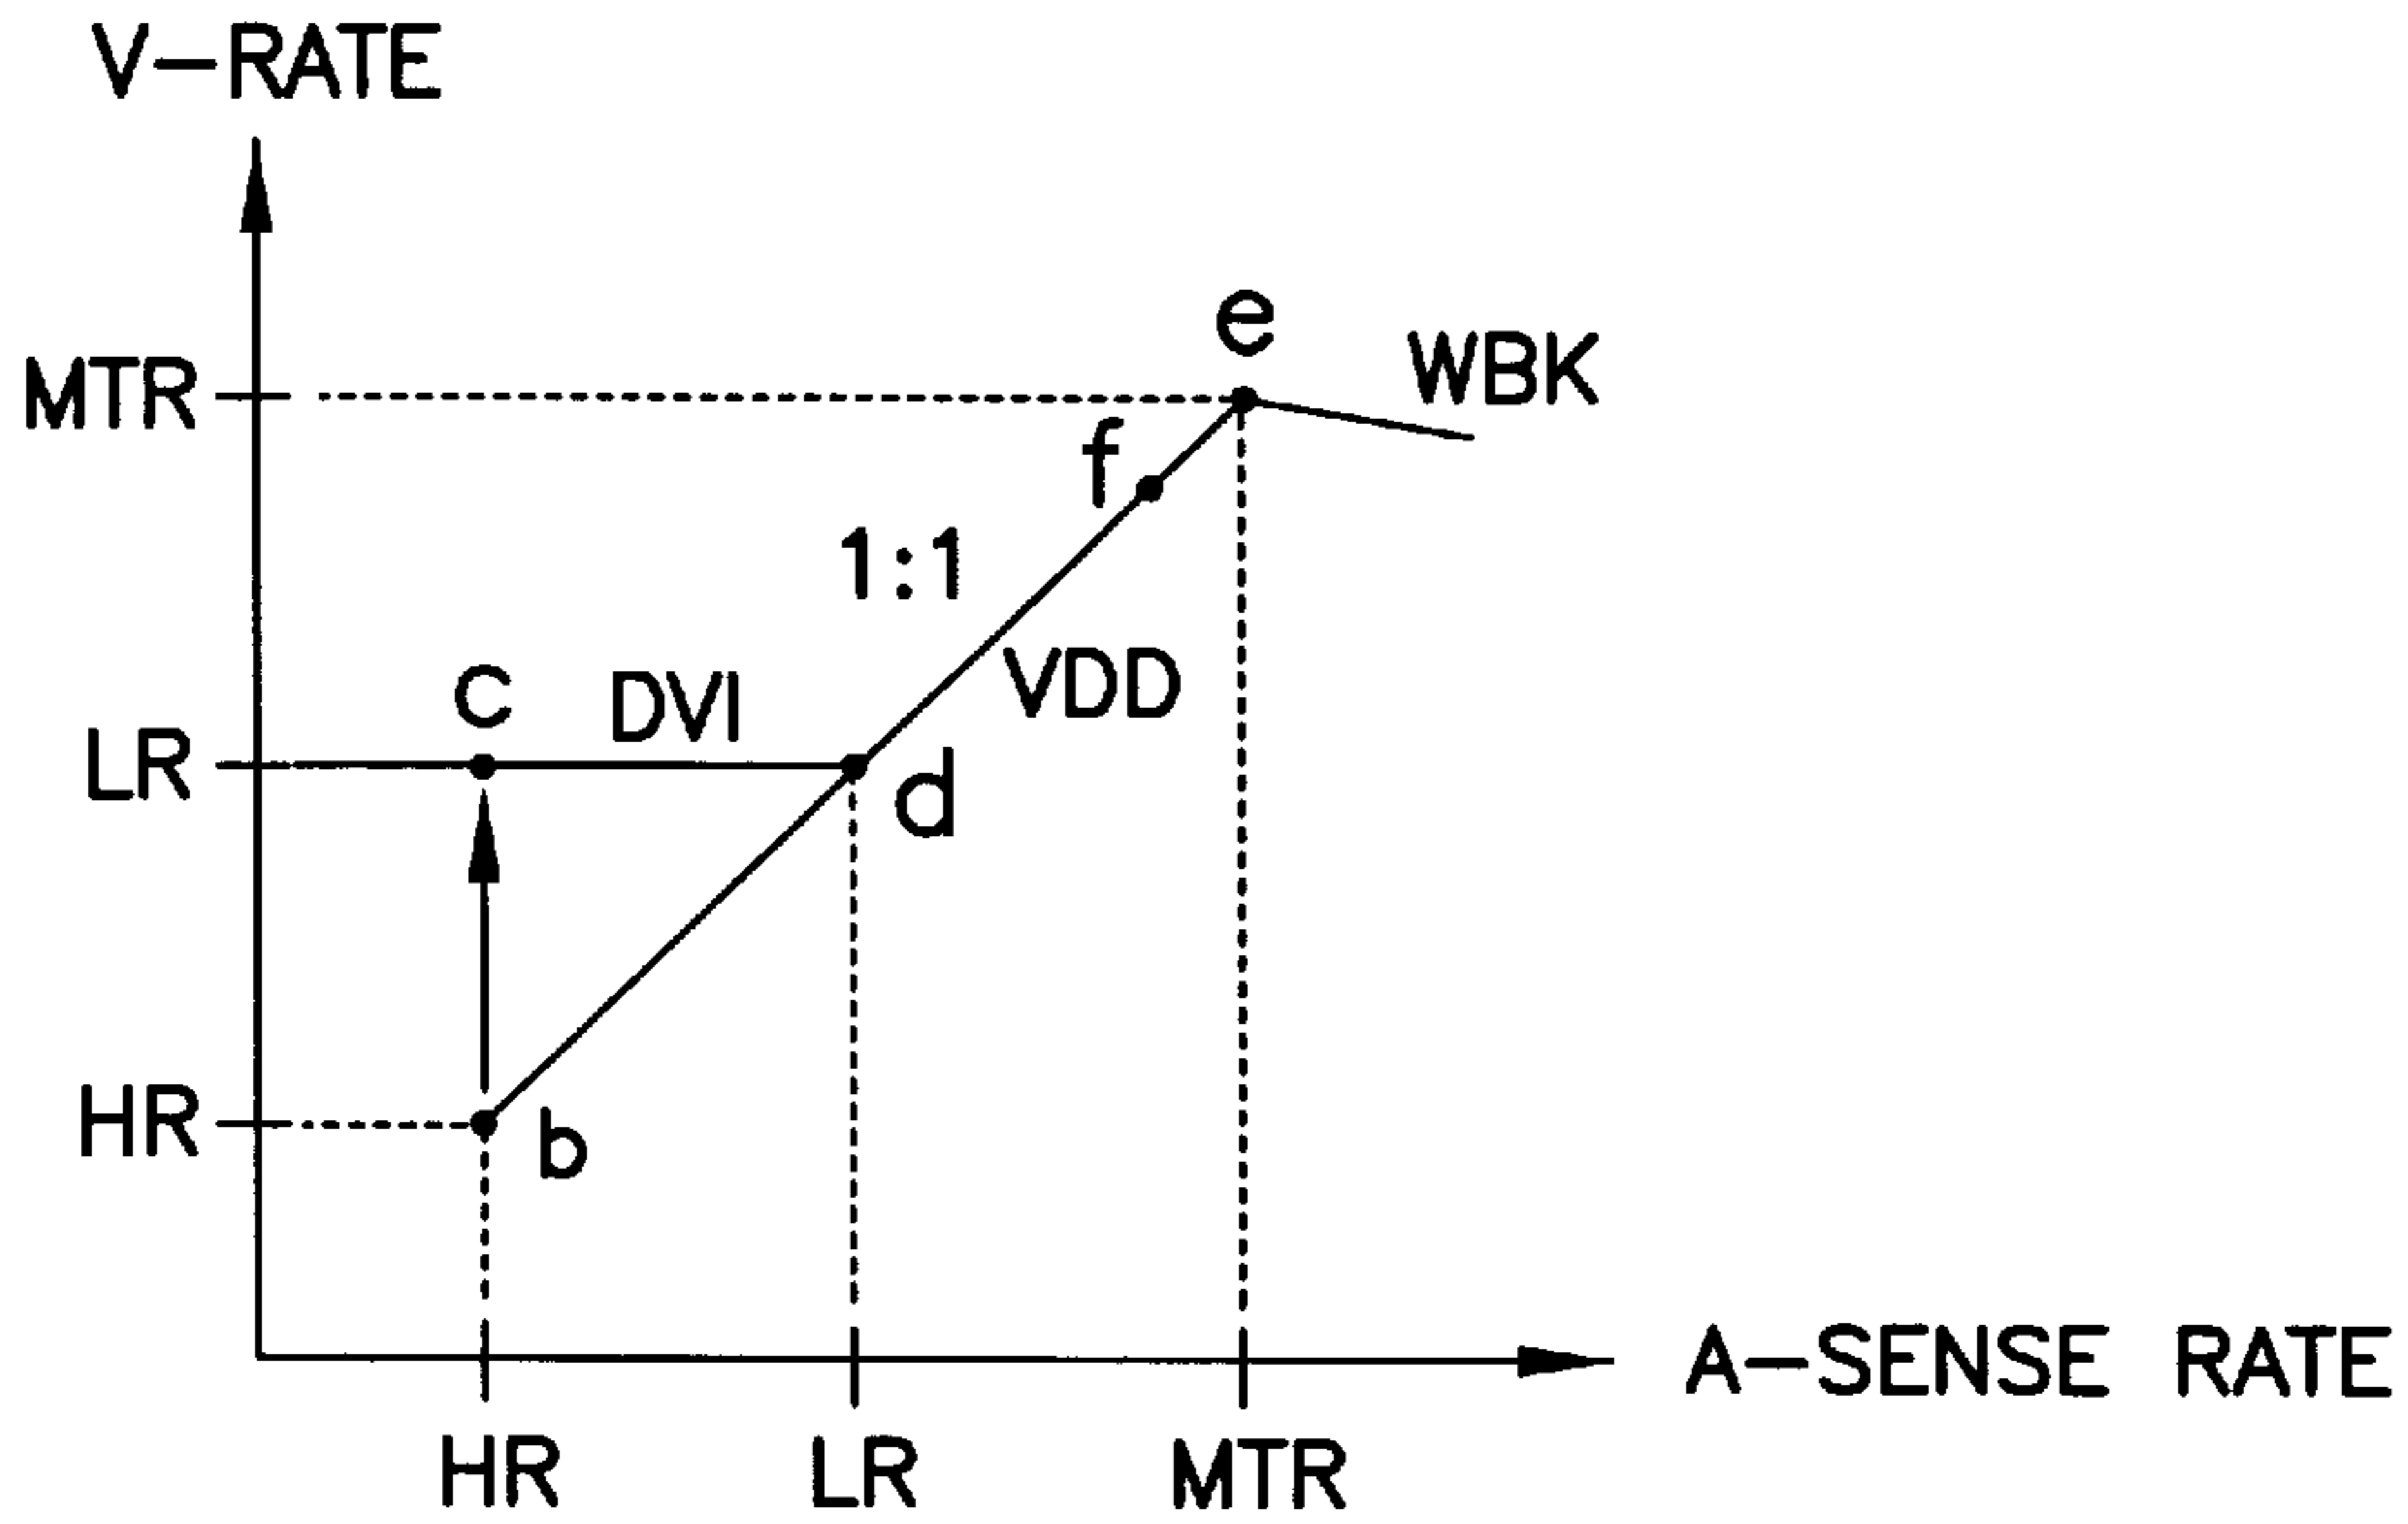 V-RATE
e
MTR
WBK
f
1:1
C
DVI
VDD
LR
d
HR
b
A-SENSE RATE
HR
LR
MTR